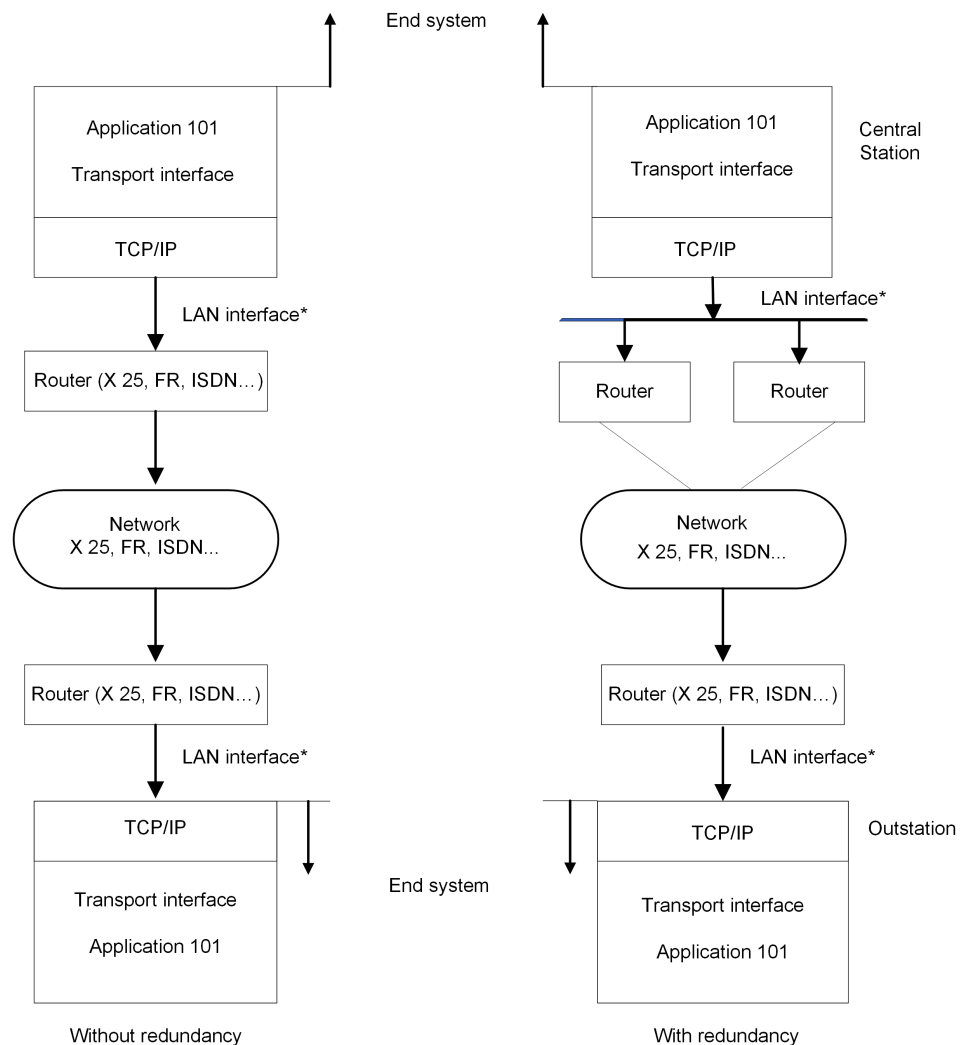 End system
Application 101
Transport interface
TCP/IP
LAN interface*
Router (X 25, FR, ISDN...)
Network
X 25, FR, ISDN...
Router (X 25, FR, ISDN...)
LAN interface*
TCP/IP
Transport interface
Application 101
Without redundancy
Application 101
Transport interface
Central
Station
TCP/IP
LAN interface*
Router
Router
Network
X 25, FR, ISDN...
Router (X 25, FR, ISDN...)
LAN interface*
TCP/IP
Outstation
End system
Transport interface
Application 101
With redundancy